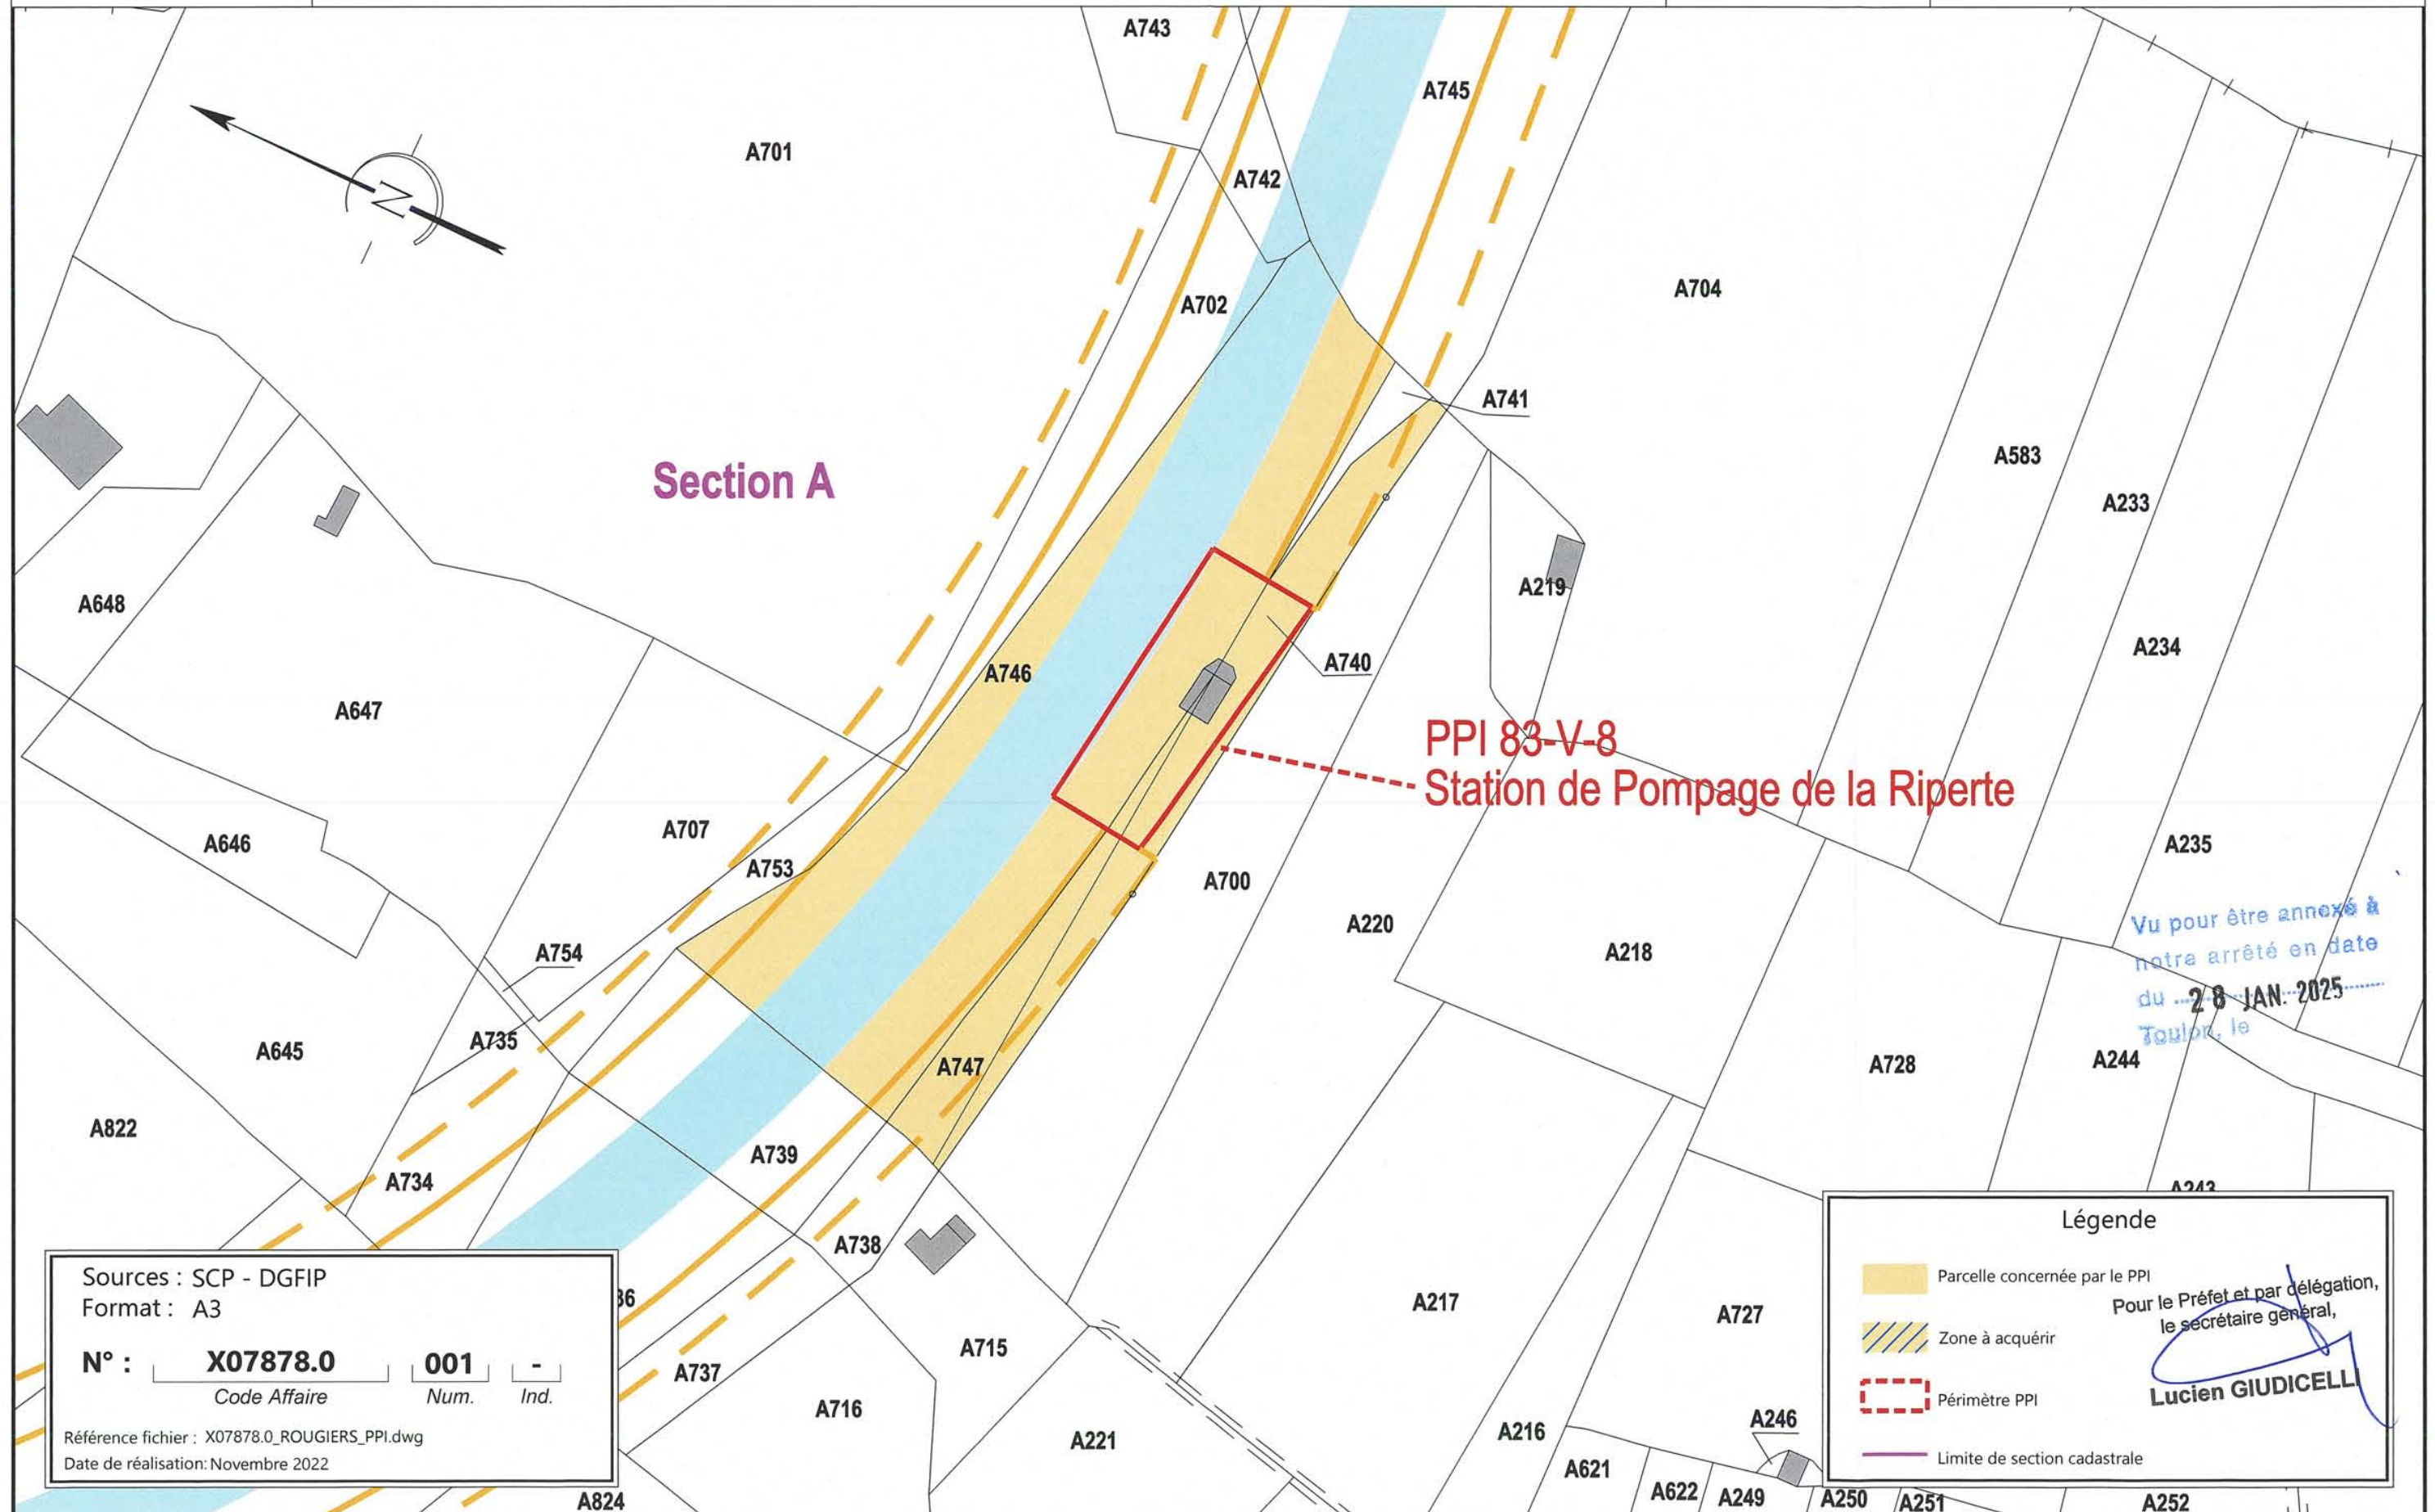 A743
A745
A701
A742
A702
A704
A741
A583
Section A
A233
A219
A648
A234
A740
A746
A647
PPI 83-V-8
Station de Pompage de la Riperte
A707
A646
A235
A753
A700
Vu pour être annexé à
notre arrêté en date
du 28 JAN. 2025
Toulon, le
A220
A218
A754
A735
A645
A747
A728
A244
A822
A739
A734
A243
A738
N
Sources : SCP - DGFIP
Format : A3
N° : X07878.0 001 -
Code Affaire Num. Ind.
Référence fichier : X07878.0_ROUGIERS_PPI.dwg
Date de réalisation: Novembre 2022
36
A737
A715
A716
A217
A727
A221
A216
A246
A621
A622
A249
A250
A251
A252
A824
Légende
Parcelle concernée par le PPI
Zone à acquérir
Périmètre PPI
Limite de section cadastrale
Pour le Préfet et par délégation,
le secrétaire général,
Lucien GIUDICELLI